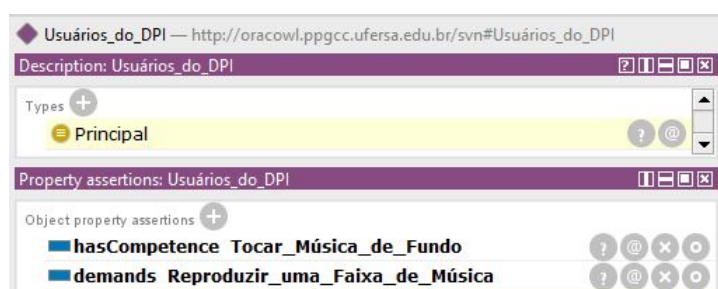 Usuários_do_DPI — http://oracowl.ppgcc.ufersa.edu.br/svn#Usuários_do_DPI
Description: Usuários_do_DPI
Types
Principal
Property assertions: Usuários_do_DPI
Object property assertions
hasCompetence Tocar_Música_de_Fundo
demands Reproduzir_uma_Faixa_de_Música